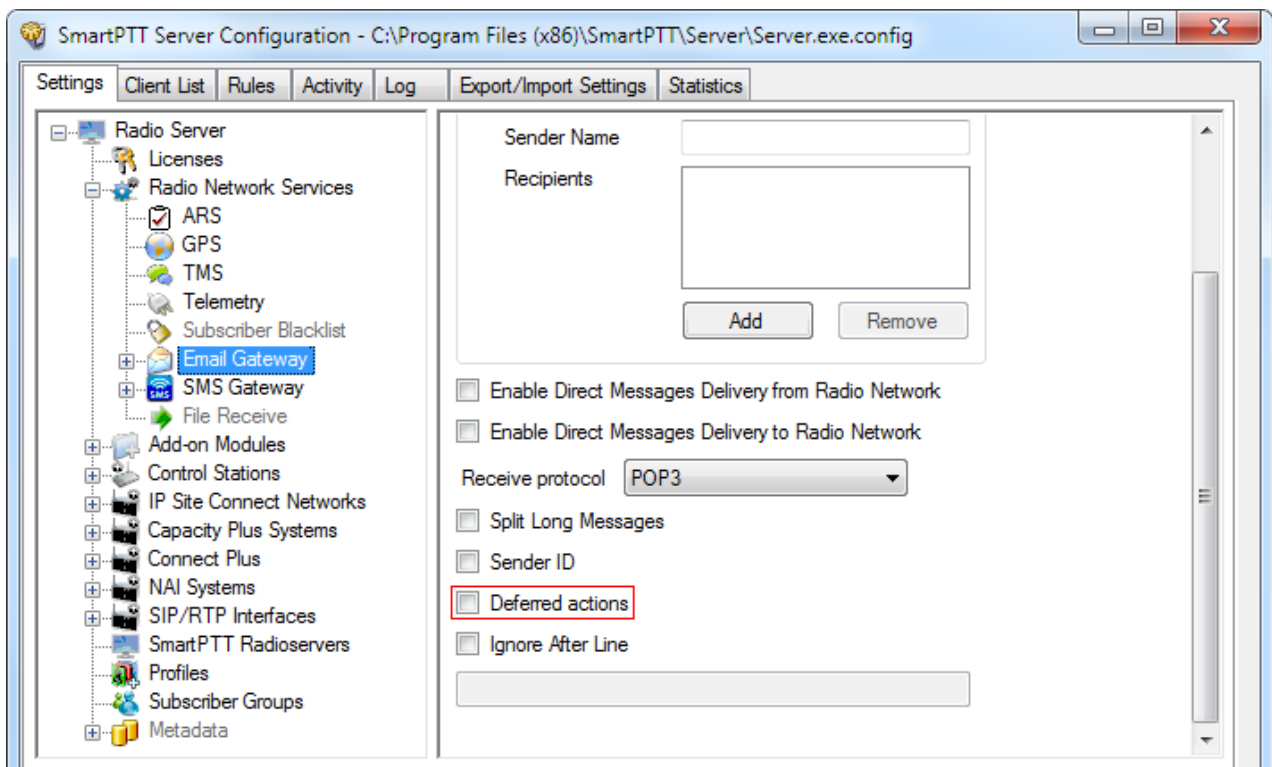 SmartPTT Server Configuration - C:\Program Files (x86)\SmartPTT\Server\Server.exe.config
Settings Client List Rules Activity Log Export/Import Settings Statistics
Radio Server
Licenses
Radio Network Services
ARS
GPS
TMS
Telemetry
Subscriber Blacklist
Email Gateway
SMS Gateway
SMS
File Receive
Add-on Modules
Control Stations
IP Site Connect Networks
Capacity Plus Systems
Connect Plus
NAI Systems
SIP/RTP Interfaces
SmartPTT Radioservers
Profiles
Subscriber Groups
Metadata
Sender Name
Recipients
Add Remove
Enable Direct Messages Delivery from Radio Network
Enable Direct Messages Delivery to Radio Network
Receive protocol POP3
Split Long Messages
Sender ID
Deferred actions
Ignore After Line